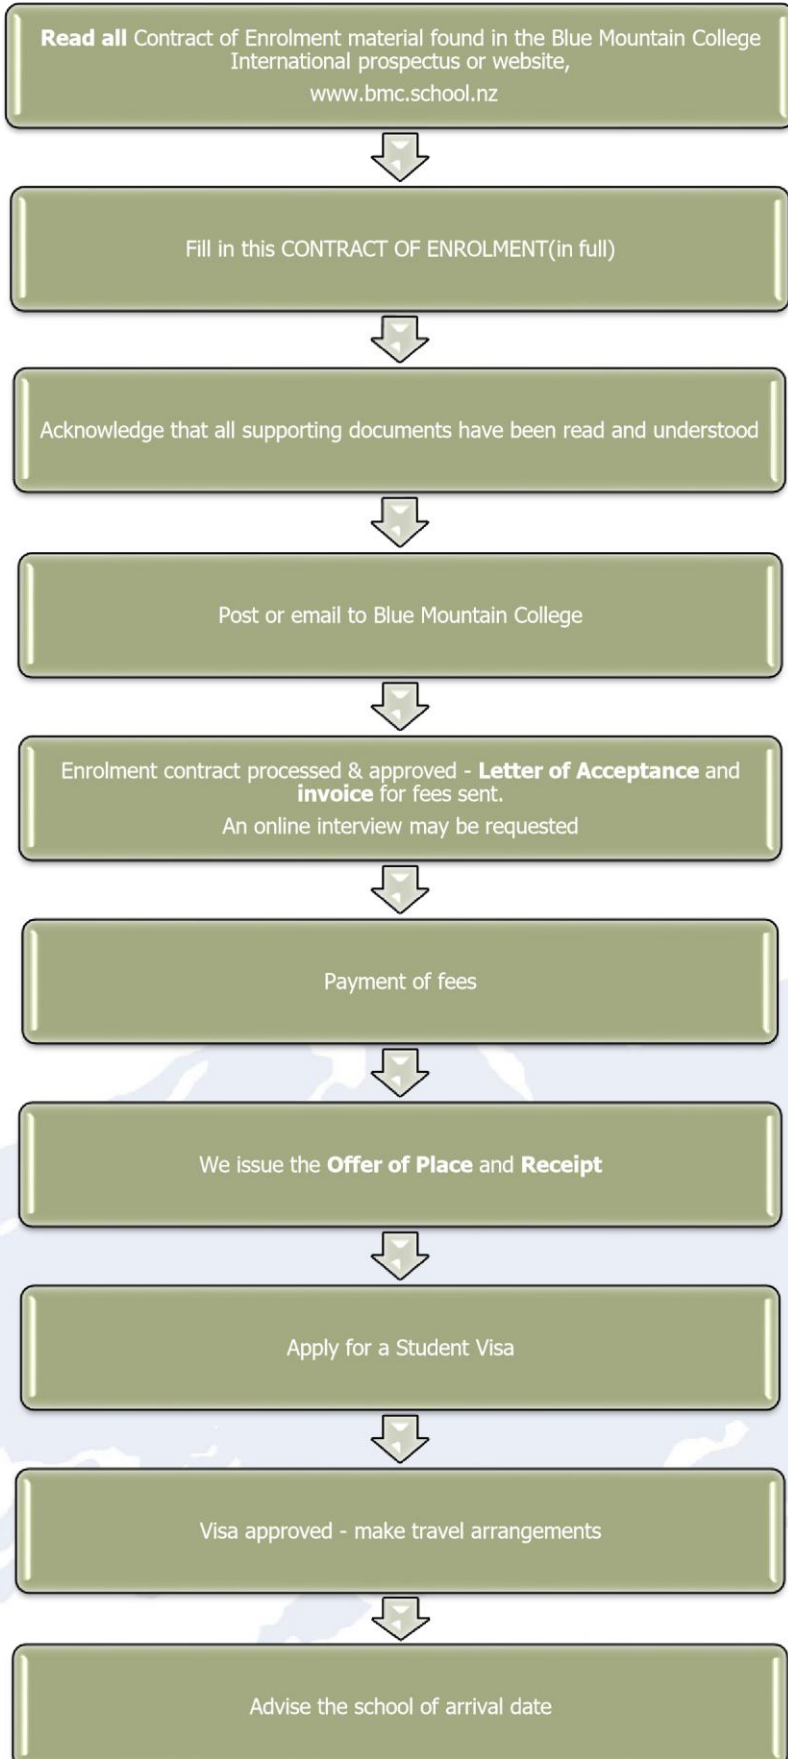 Read all Contract of Enrolment material found in the Blue Mountain College
International prospectus or website,
www.bmc.school.nz
Fill in this CONTRACT OF ENROLMENT(in full)
Acknowledge that all supporting documents have been read and understood
Post or email to Blue Mountain College
Enrolment contract processed & approved - Letter of Acceptance and
invoice for fees sent.
An online interview may be requested
Payment of fees
We issue the Offer of Place and Receipt
Apply for a Student Visa
Visa approved - make travel arrangements
Advise the school of arrival date